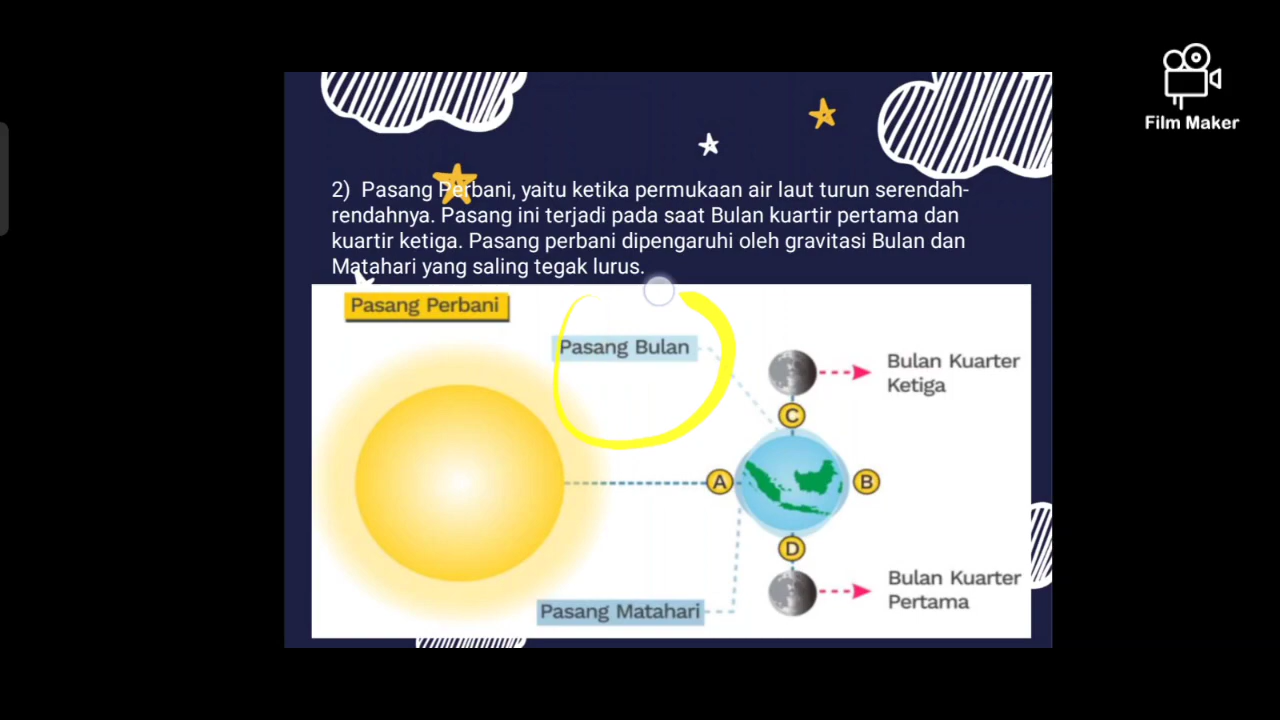 Film Maker
2) Pasang Perbani, yaitu ketika permukaan air laut turun serendah-
rendahnya. Pasang ini terjadi pada saat Bulan kuartir pertama dan
kuartir ketiga. Pasang perbani dipengaruhi oleh gravitasi Bulan dan
Matahari yang saling tegak lurus.
Pasang Perbani
Pasang Bulan
Bulan Kuarter
Ketiga
C
A
B
D
Bulan Kuarter
Pertama
Pasang Matahari